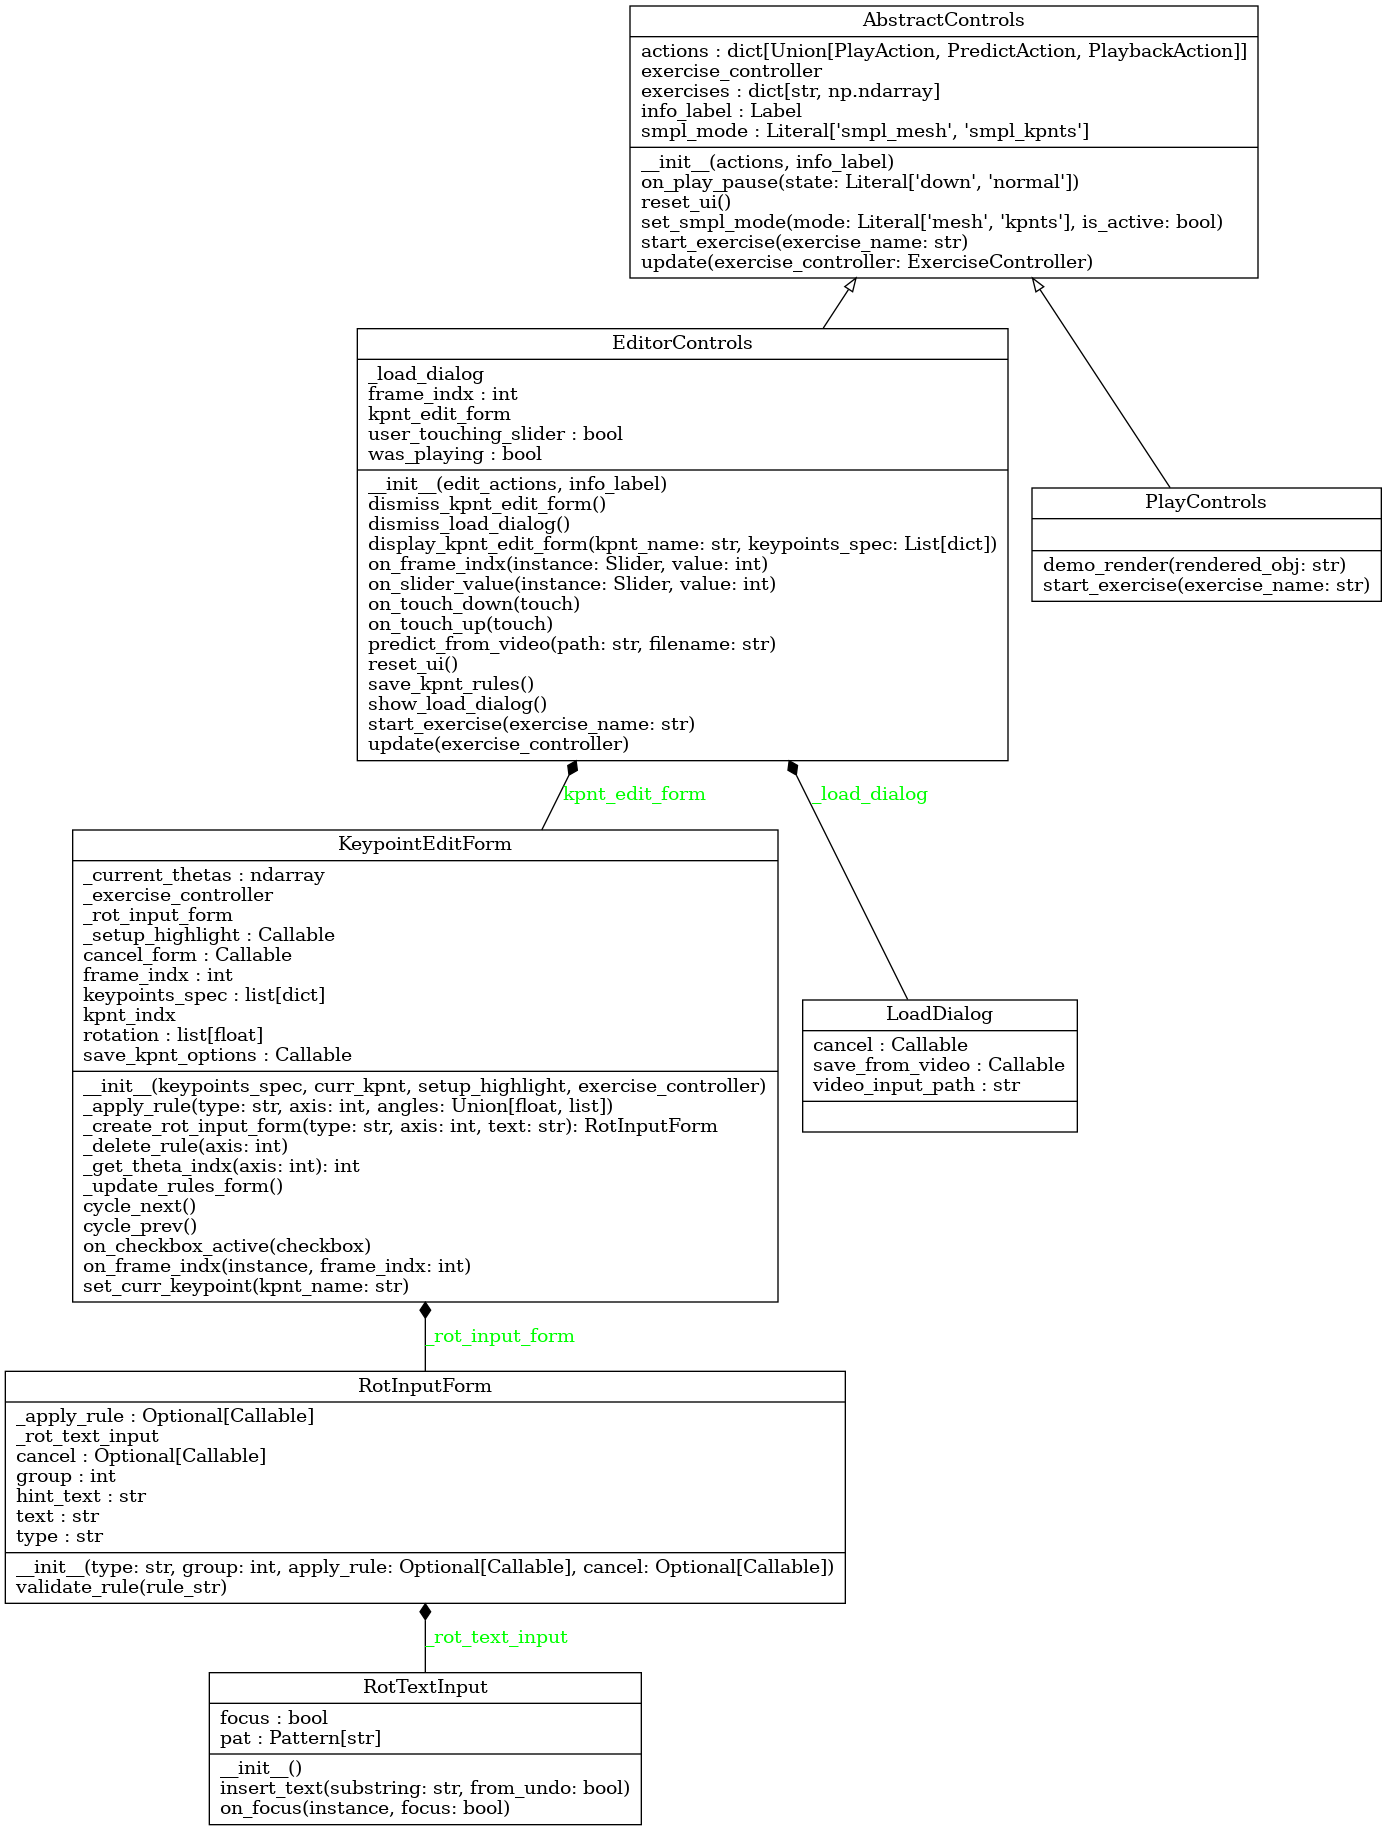 AbstractControls
actions : dict[Union[PlayAction, PredictAction, PlaybackAction]]
exercise_controller
exercises : dict[str, np.ndarray]
info_label : Label
smpl_mode : Literal['smpl_mesh', 'smpl_kpnts']
__init__(actions, info_label)
on_play_pause(state: Literal['down', 'normal'])
reset_ui()
set_smpl_mode(mode: Literal['mesh', 'kpnts'], is_active: bool)
start_exercise(exercise_name: str)
update(exercise_controller: ExerciseController)
EditorControls
_load_dialog
frame_indx : int
kpnt_edit_form
user_touching_slider : bool
was_playing : bool
__init__(edit_actions, info_label)
dismiss_kpnt_edit_form()
dismiss_load_dialog()
display_kpnt_edit_form(kpnt_name: str, keypoints_spec: List[dict])
on_frame_indx(instance: Slider, value: int)
on_slider_value(instance: Slider, value: int)
on_touch_down(touch)
on_touch_up(touch)
predict_from_video(path: str, filename: str)
reset_ui()
save_kpnt_rules()
show_load_dialog()
start_exercise(exercise_name: str)
update(exercise_controller)
PlayControls
demo_render(rendered_obj: str)
start_exercise(exercise_name: str)
kpnt_edit_form
_load_dialog
KeypointEditForm
_current_thetas : ndarray
_exercise_controller
_rot_input_form
_setup_highlight : Callable
cancel_form : Callable
frame_indx : int
keypoints_spec : list[dict]
kpnt_indx
rotation : list[float]
save_kpnt_options : Callable
__init__(keypoints_spec, curr_kpnt, setup_highlight, exercise_controller)
_apply_rule(type: str, axis: int, angles: Union[float, list])
_create_rot_input_form(type: str, axis: int, text: str): RotInputForm
_delete_rule(axis: int)
_get_theta_indx(axis: int): int
_update_rules_form()
cycle_next()
cycle_prev()
on_checkbox_active(checkbox)
on_frame_indx(instance, frame_indx: int)
set_curr_keypoint(kpnt_name: str)
LoadDialog
cancel : Callable
save_from_video : Callable
video_input_path : str
_rot_input_form
RotInputForm
_apply_rule : Optional[Callable]
_rot_text_input
cancel : Optional[Callable]
group : int
hint_text : str
text : str
type : str
__init__(type: str, group: int, apply_rule: Optional[Callable], cancel: Optional[Callable])
validate_rule(rule_str)
_rot_text_input
RotTextInput
focus : bool
pat : Pattern[str]
__init__()
insert_text(substring: str, from_undo: bool)
on_focus(instance, focus: bool)